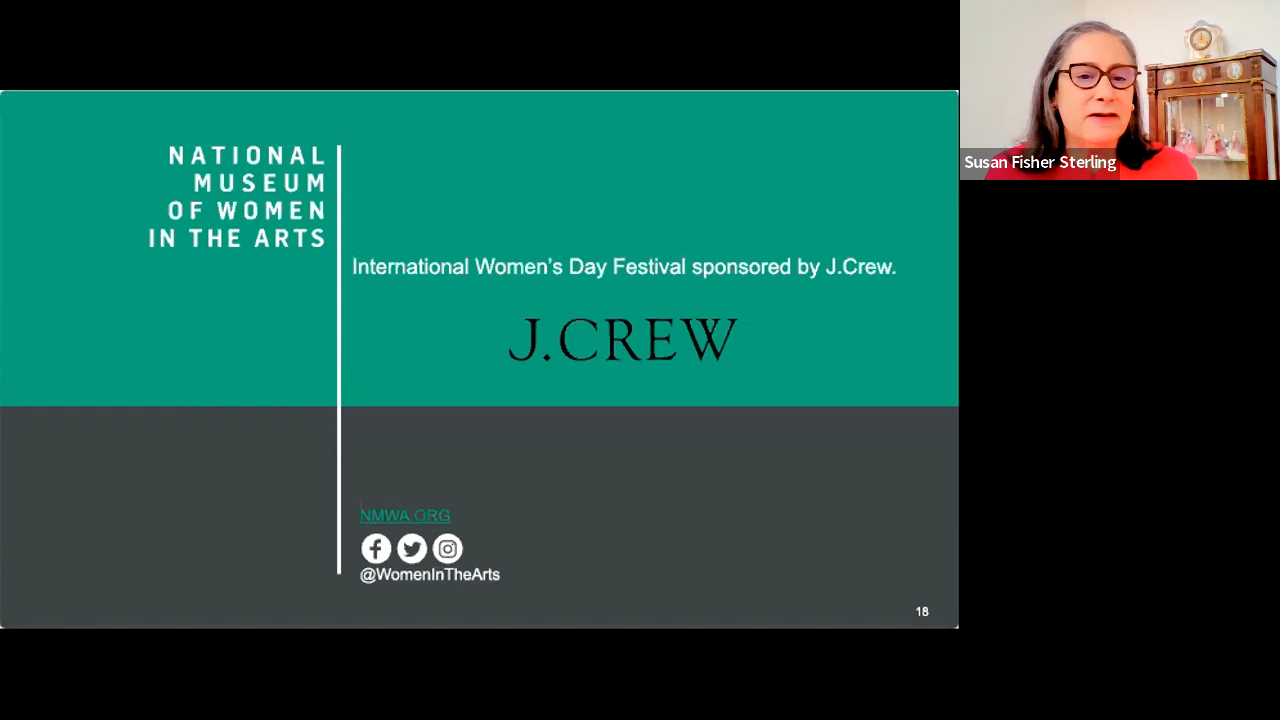 NATIONAL
MUSEUM
OF WOMEN
IN THE ARTS
International Women's Day Festival sponsored by J.Crew.
J.CREW
NMWA.ORG
@WomenInTheArts
18
Susan Fisher Sterling